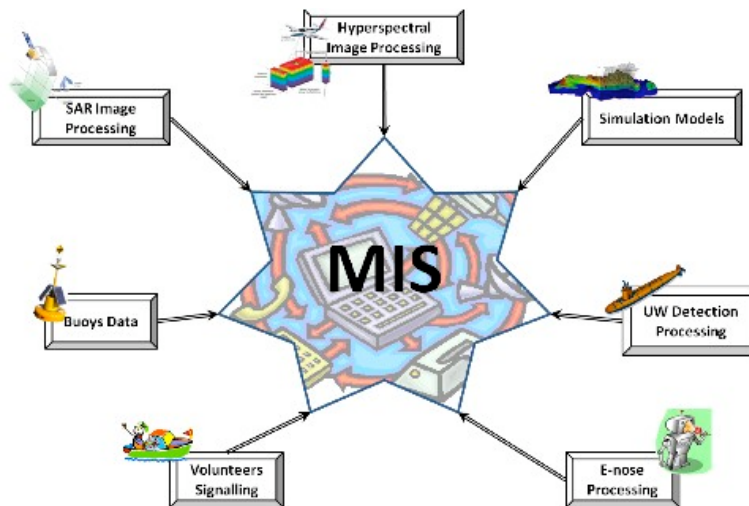 Hyperspectral
Image Processing
SAR Image
Processing
Simulation Models
MIS
Buoys Data
UW Detection
Processing
Volunteers
Signalling
E-nose
Processing